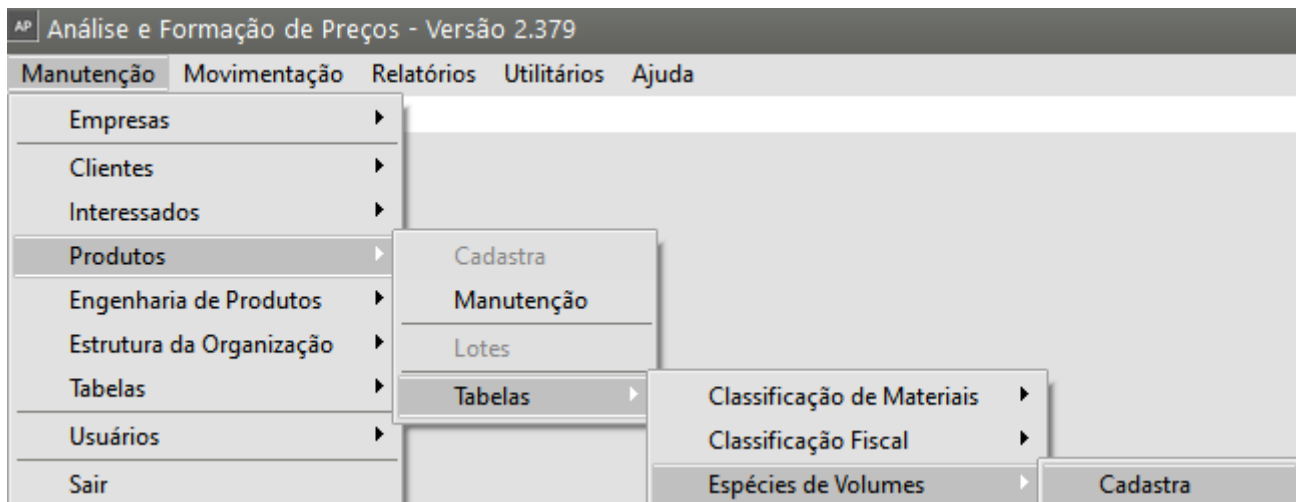 AP Análise e Formação de Preços - Versão 2.379
Manutenção Movimentação Relatórios Utilitários Ajuda
Empresas
Clientes
Interessados
Produtos
Engenharia de Produtos
Estrutura da Organização
Tabelas
Usuários
Sair
Cadastra
Manutenção
Lotes
Tabelas
Classificação de Materiais
Classificação Fiscal
Espécies de Volumes
Cadastra